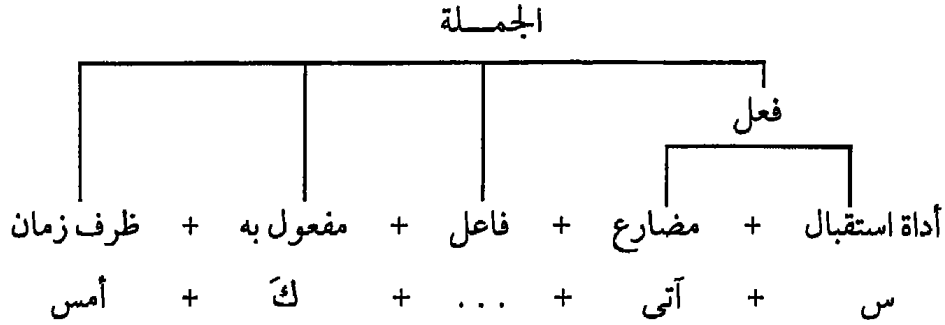 الجملة
فعل
أداة استقبال + مضارع + فاعل + مفعول به + ظرف زمان
س + آتى + ... + كَ + أمس